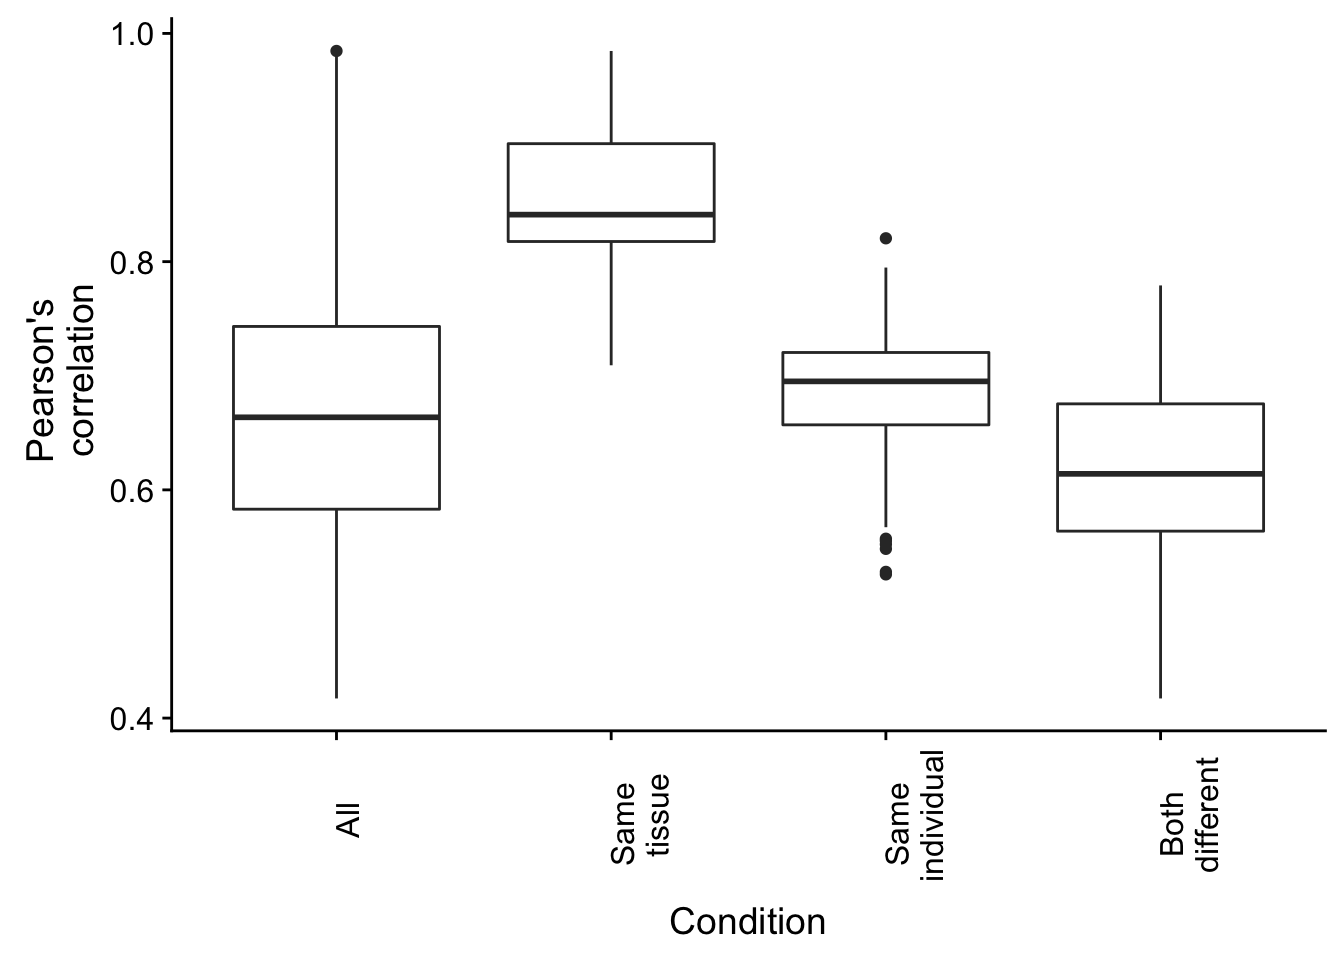 1.0
0.8
0.6
0.4
Pearson's
correlation
All
Same
tissue
Same
individual
Both
different
Condition